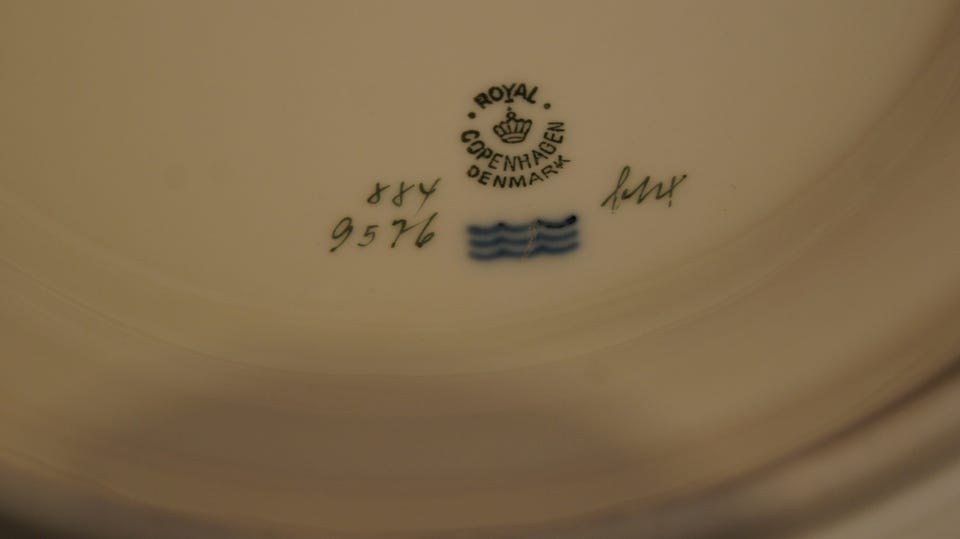 ROYAL
COPENHAGEN
DENMARK
884
9576